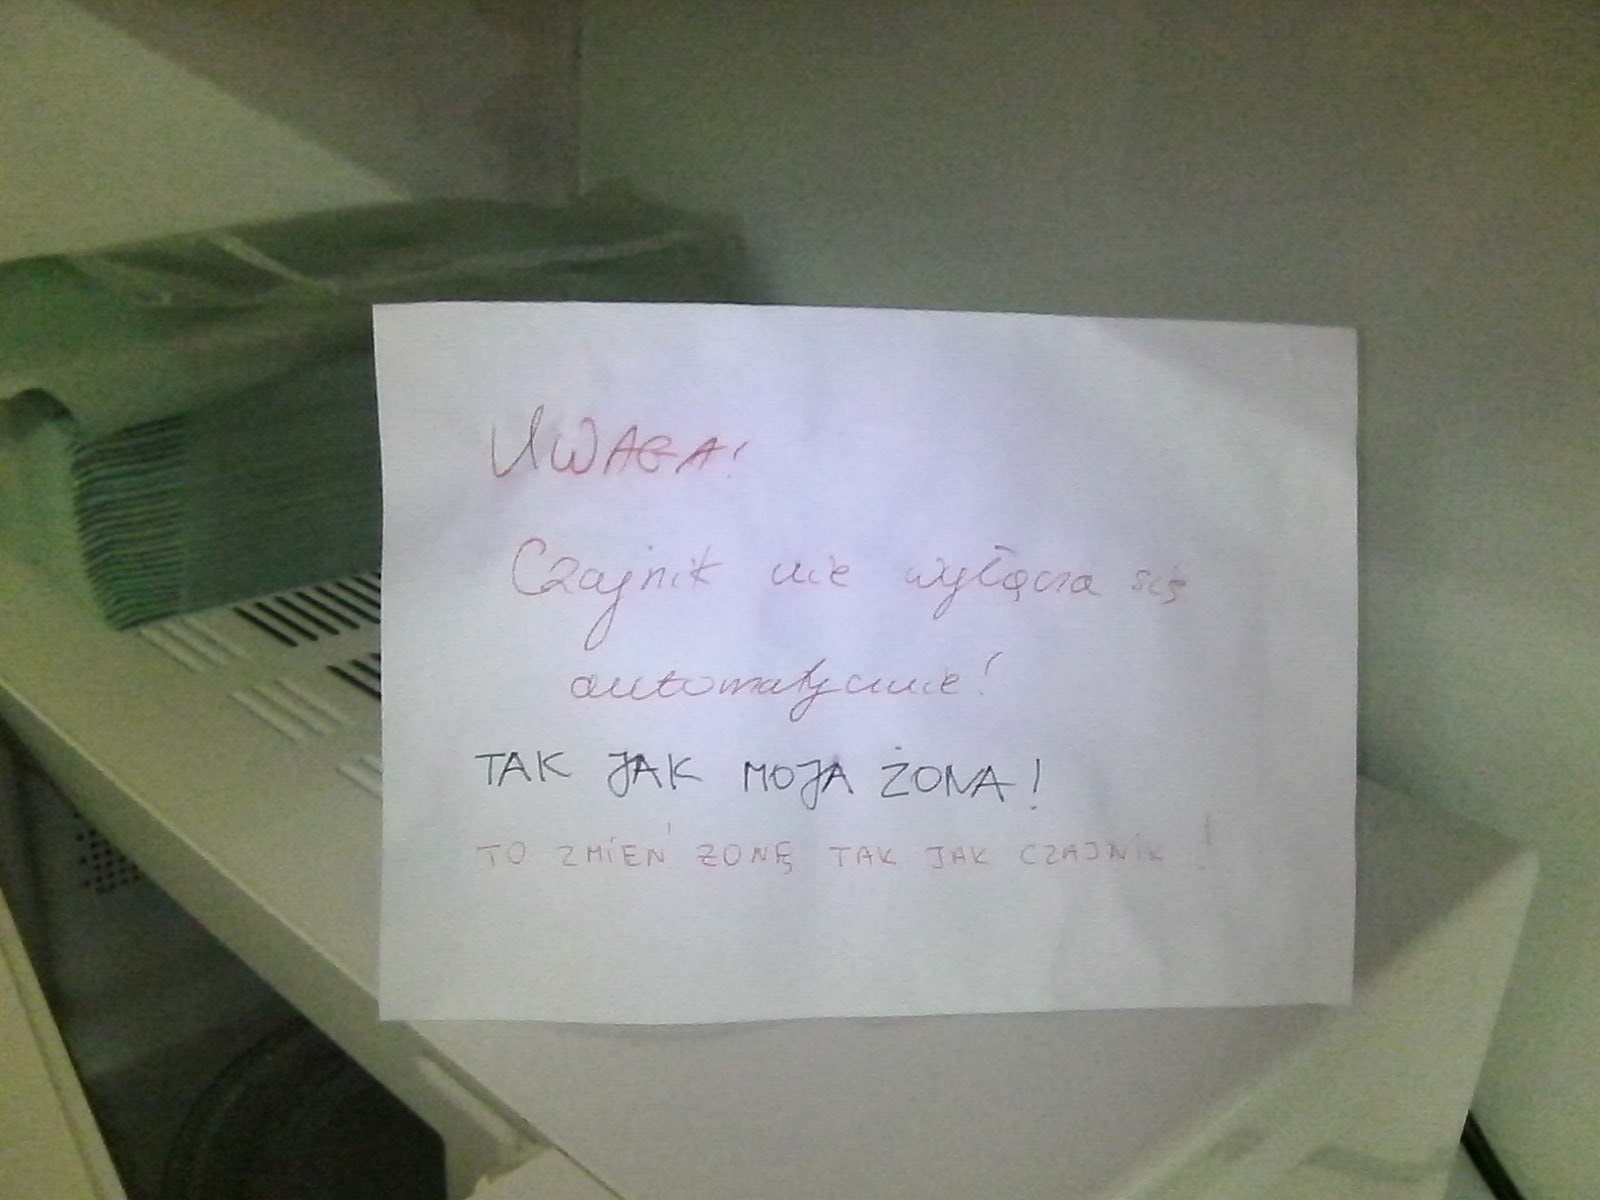 UWAGA!
Czajnik nie wyłącza się
automatycznie!
TAK JAK MOJA ŻONA!
TO ZMIEŃ ŻONĘ TAK JAK CZAJNIK!